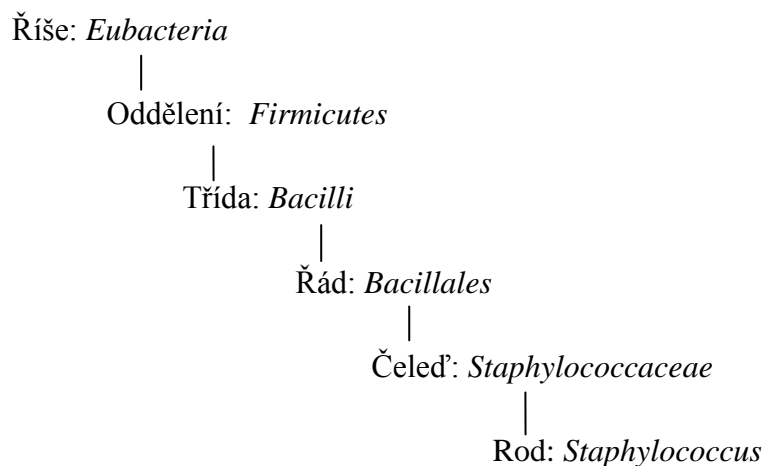 Říše: Eubacteria
Oddělení: Firmicutes
Třída: Bacilli
Řád: Bacillales
Čeleď: Staphylococcaceae
Rod: Staphylococcus